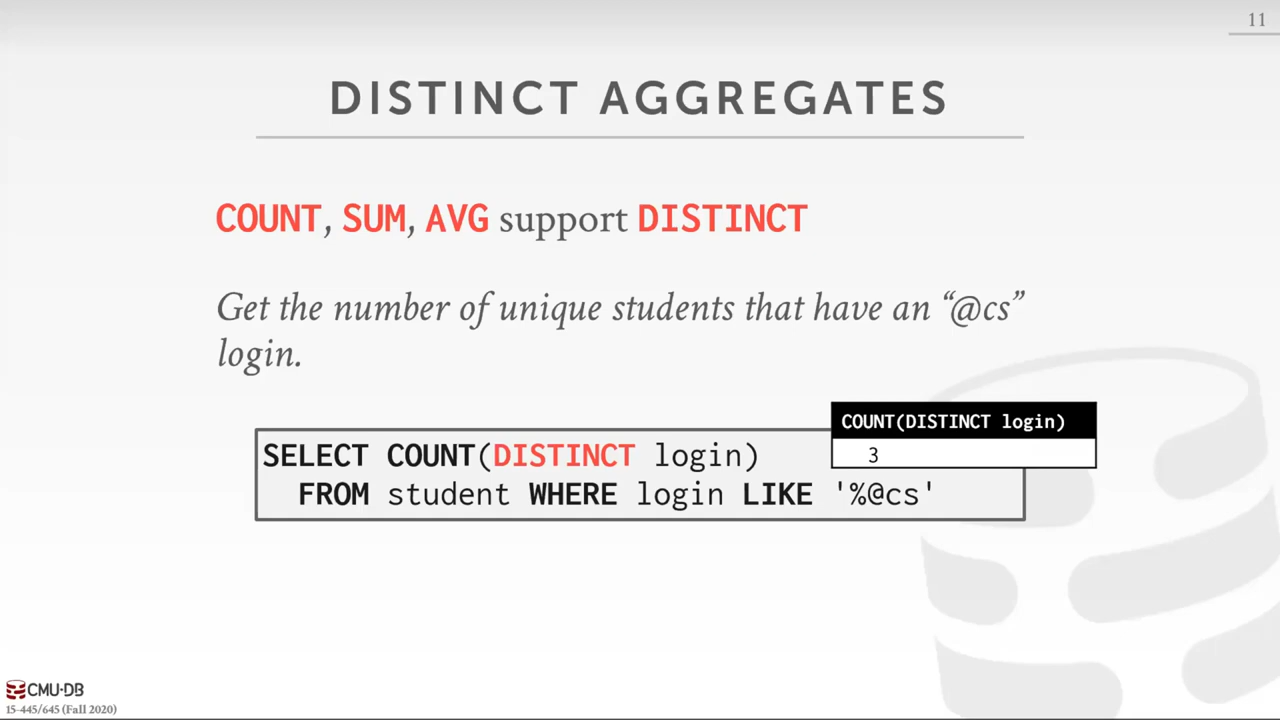 11
DISTINCT AGGREGATES
COUNT, SUM, AVG support DISTINCT
Get the number of unique students that have an “@cs”
login.
COUNT(DISTINCT login)
3
SELECT COUNT(DISTINCT login)
FROM student WHERE login LIKE '%@cs'
CMU·DB
15-445/645 (Fall 2020)